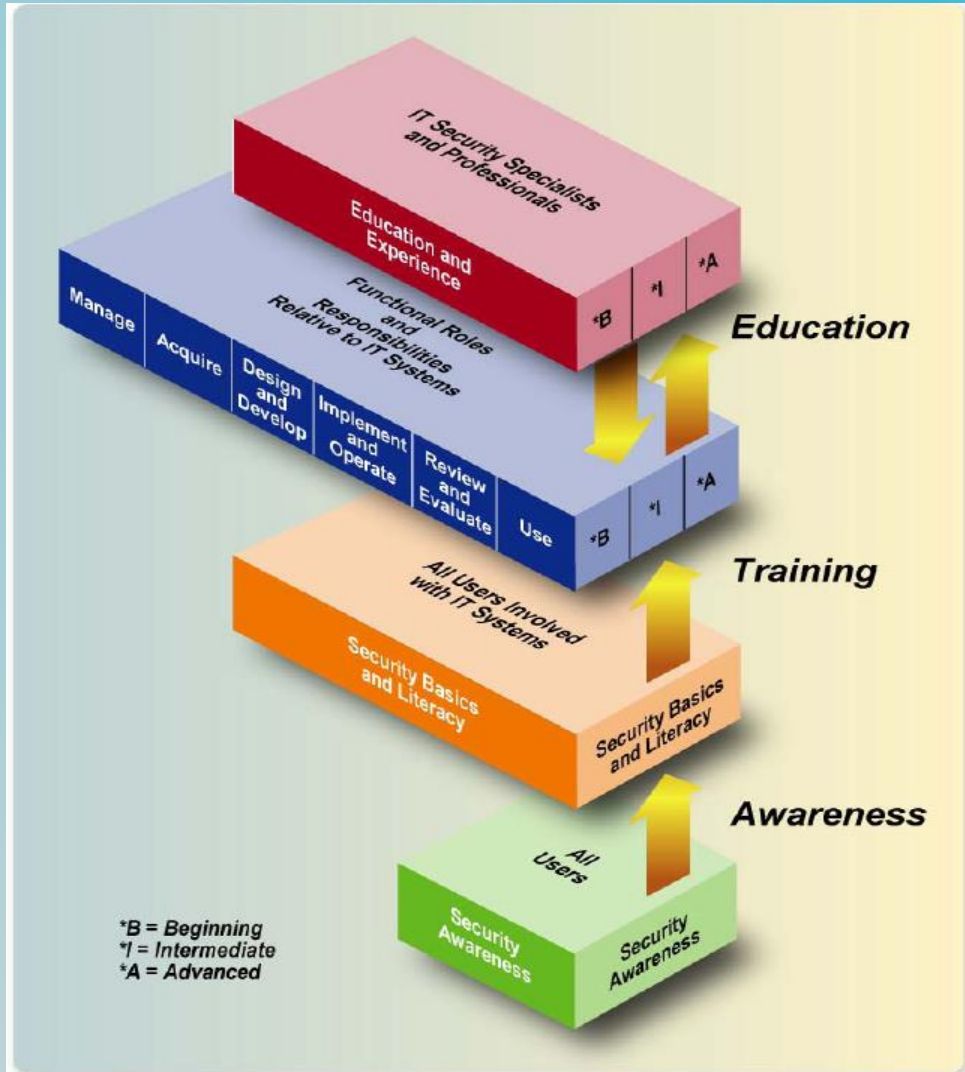 IT Security Specialists
and Professionals
Education and
Experience
*B
*I
*A
Education
Functional Roles
and
Responsibilities
Relative to IT Systems
Manage
Acquire
Design
and
Develop
Implement
and
Operate
Review
and
Evaluate
Use
*B
*I
*A
Training
All Users Involved
with IT Systems
Security Basics
and Literacy
Security Basics
and Literacy
Awareness
All
Users
Security
Awareness
Security
Awareness
*B = Beginning
*I = Intermediate
*A = Advanced